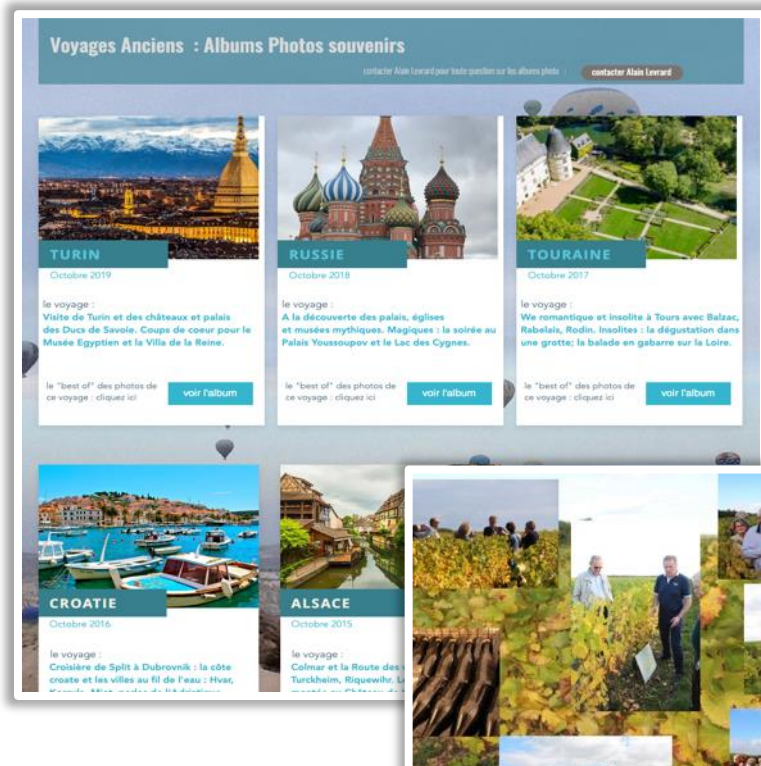 Voyages Anciens : Albums Photos souvenirs
contacter Alain Levrard pour toute question sur les albums photo :
contacter Alain Levrard
TURIN
Octobre 2019
le voyage :
Visite de Turin et des châteaux et palais
des Ducs de Savoie. Coups de coeur pour le
Musée Egyptien et la Villa de la Reine.
le "best of" des photos de
ce voyage : cliquez ici
voir l'album
RUSSIE
Octobre 2018
le voyage :
A la découverte des palais, églises
et musées mythiques. Magiques : la soirée au
Palais Youssoupov et le Lac des Cygnes.
le "best of" des photos de
ce voyage : cliquez ici
voir l'album
TOURAINE
Octobre 2017
le voyage :
We romantique et insolite à Tours avec Balzac,
Rabelais, Rodin. Insolites : la dégustation dans
une grotte; la balade en gabarre sur la Loire.
le "best of" des photos de
ce voyage : cliquez ici
voir l'album
CROATIE
Octobre 2016
le voyage :
Croisière de Split à Dubrovnik : la côte
croate et les villes au fil de l'eau : Hvar,
ALSACE
Octobre 2015
le voyage :
Colmar et la Route des
Turckheim, Riquewihr.